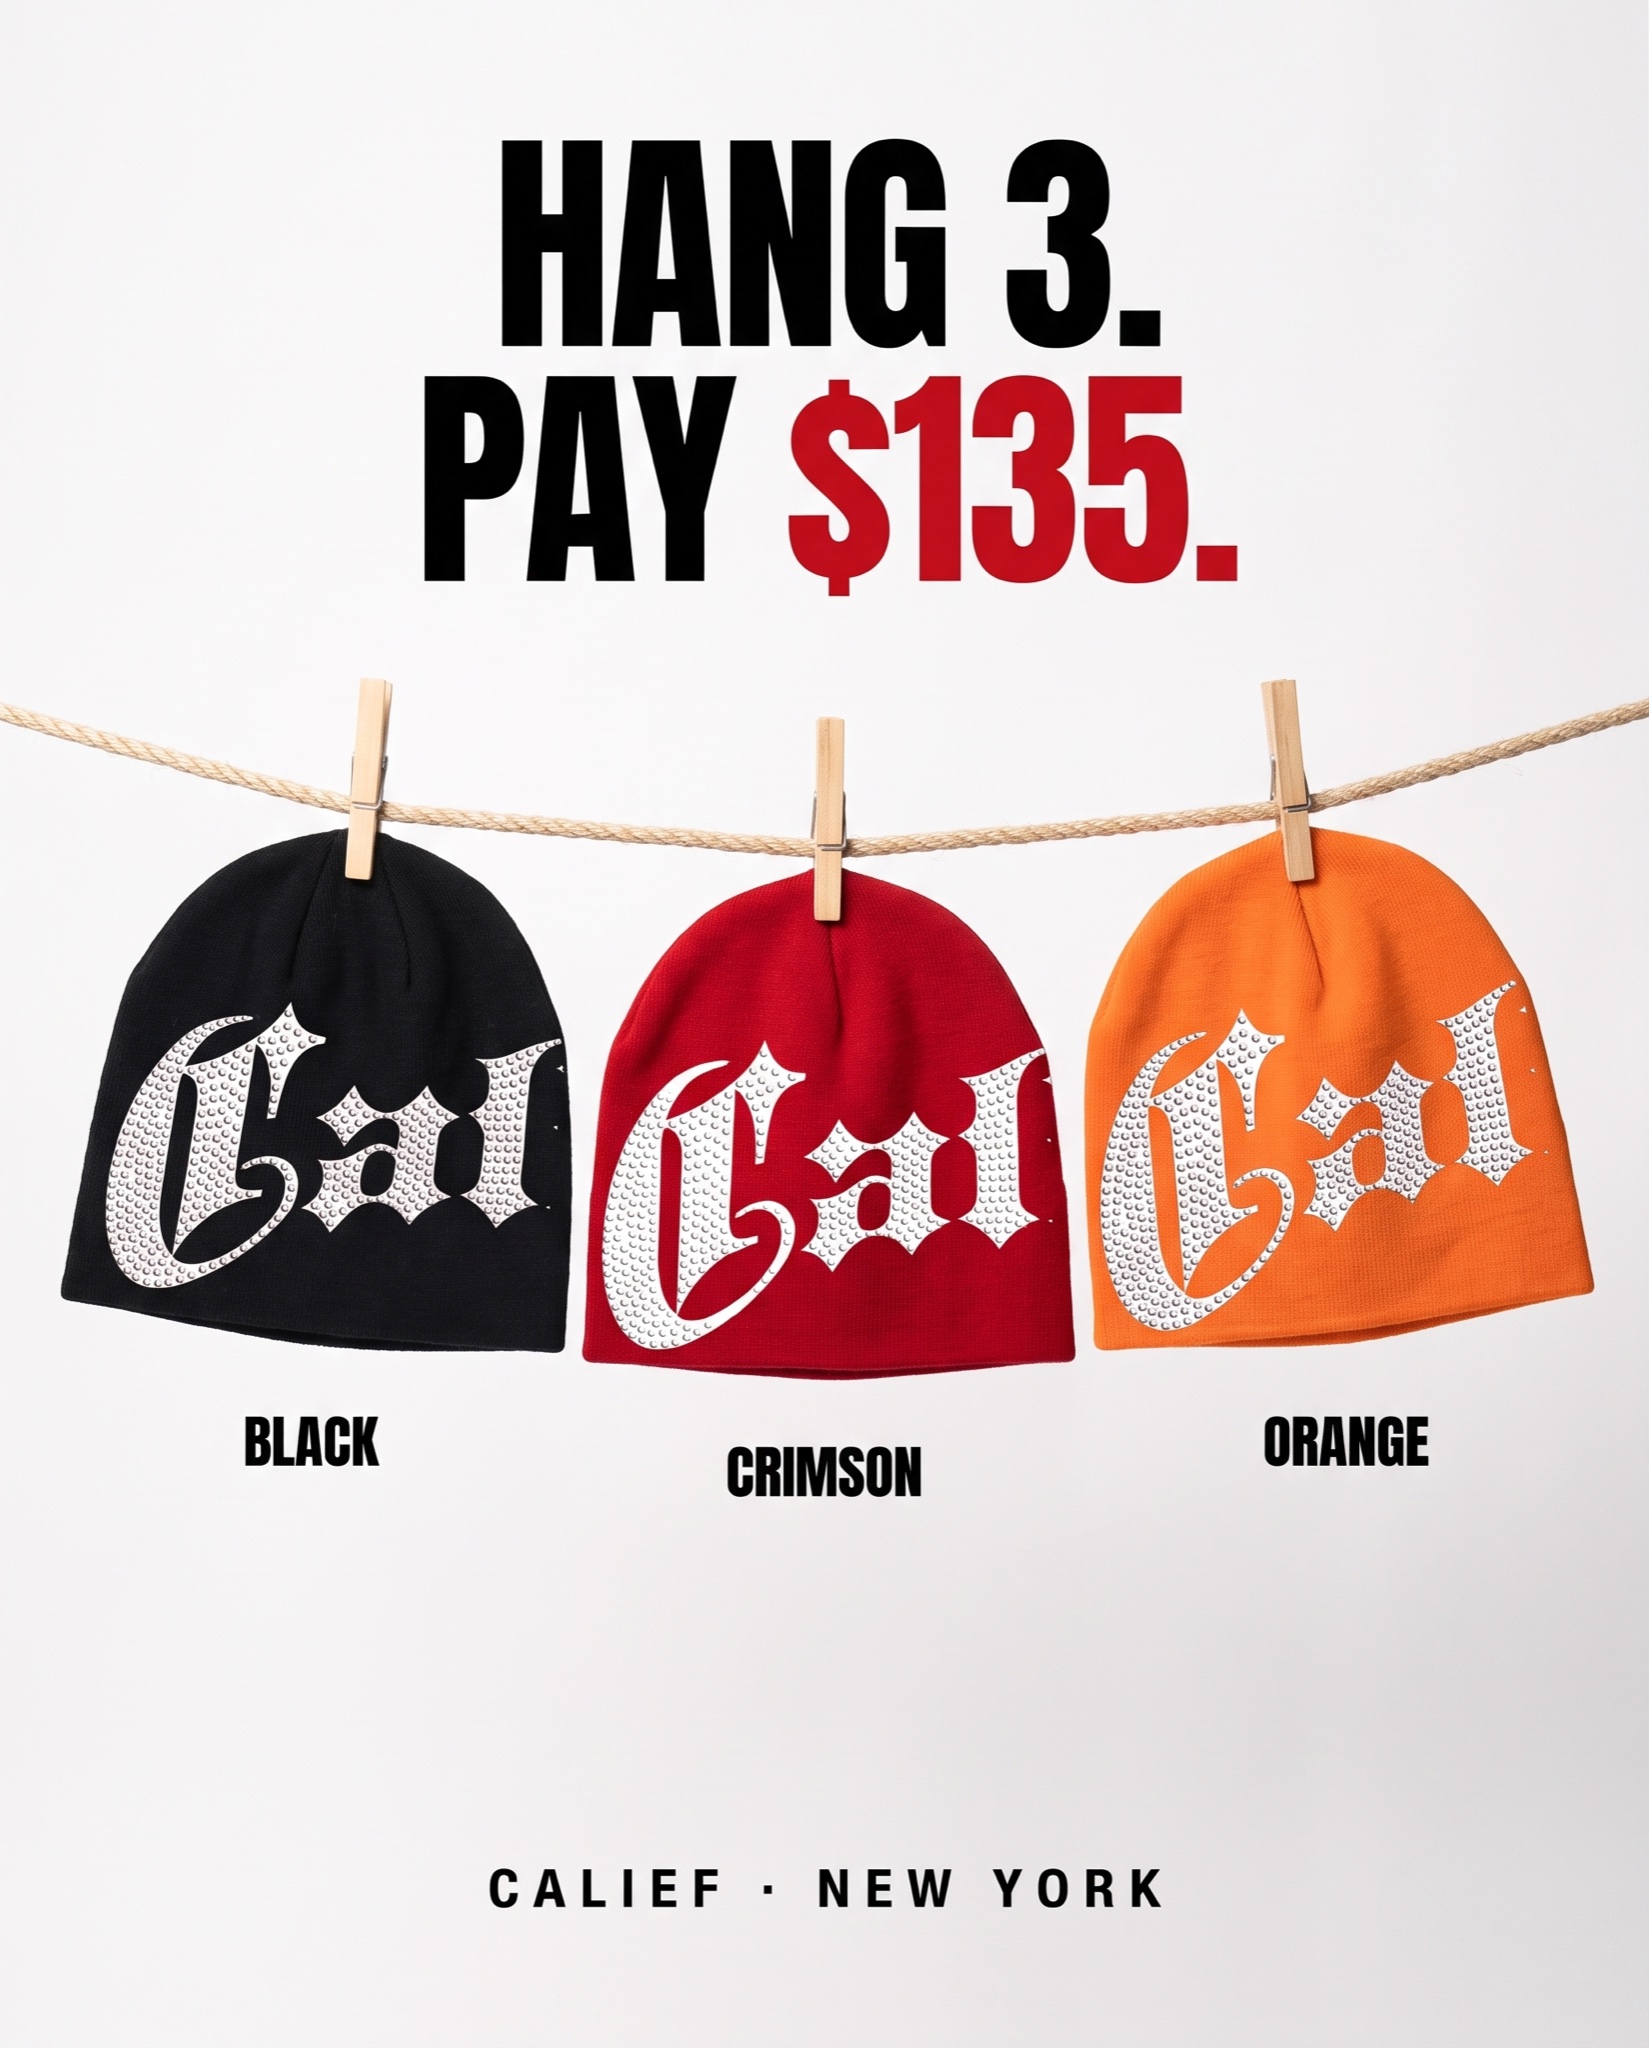 HANG 3.
PAY $135.
Cal
Cal
Cal
BLACK
CRIMSON
ORANGE
CALIEF · NEW YORK